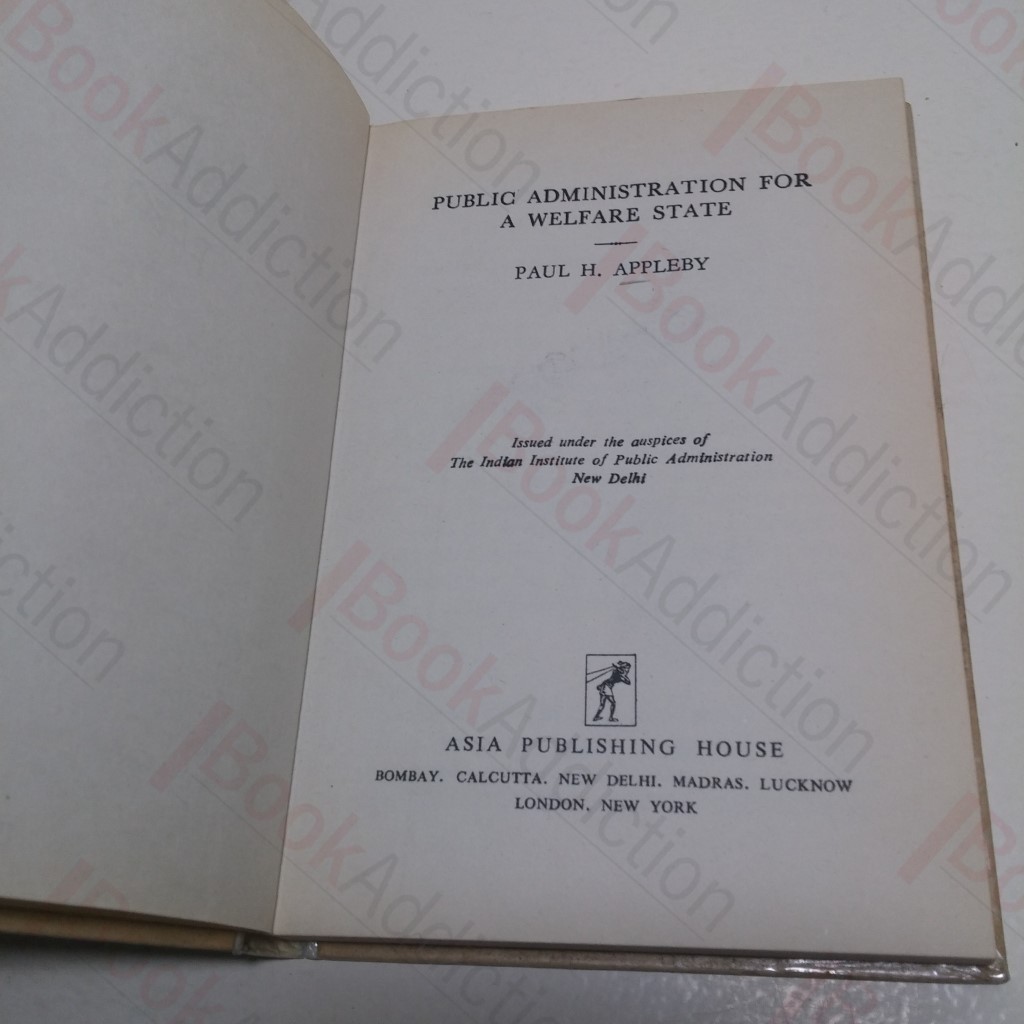 PUBLIC ADMINISTRATION FOR
A WELFARE STATE
PAUL H. APPLEBY
Issued under the auspices of
The Indian Institute of Public Administration
New Delhi
ASIA PUBLISHING HOUSE
BOMBAY. CALCUTTA. NEW DELHI. MADRAS. LUCKNOW
LONDON. NEW YORK
BookAddiction